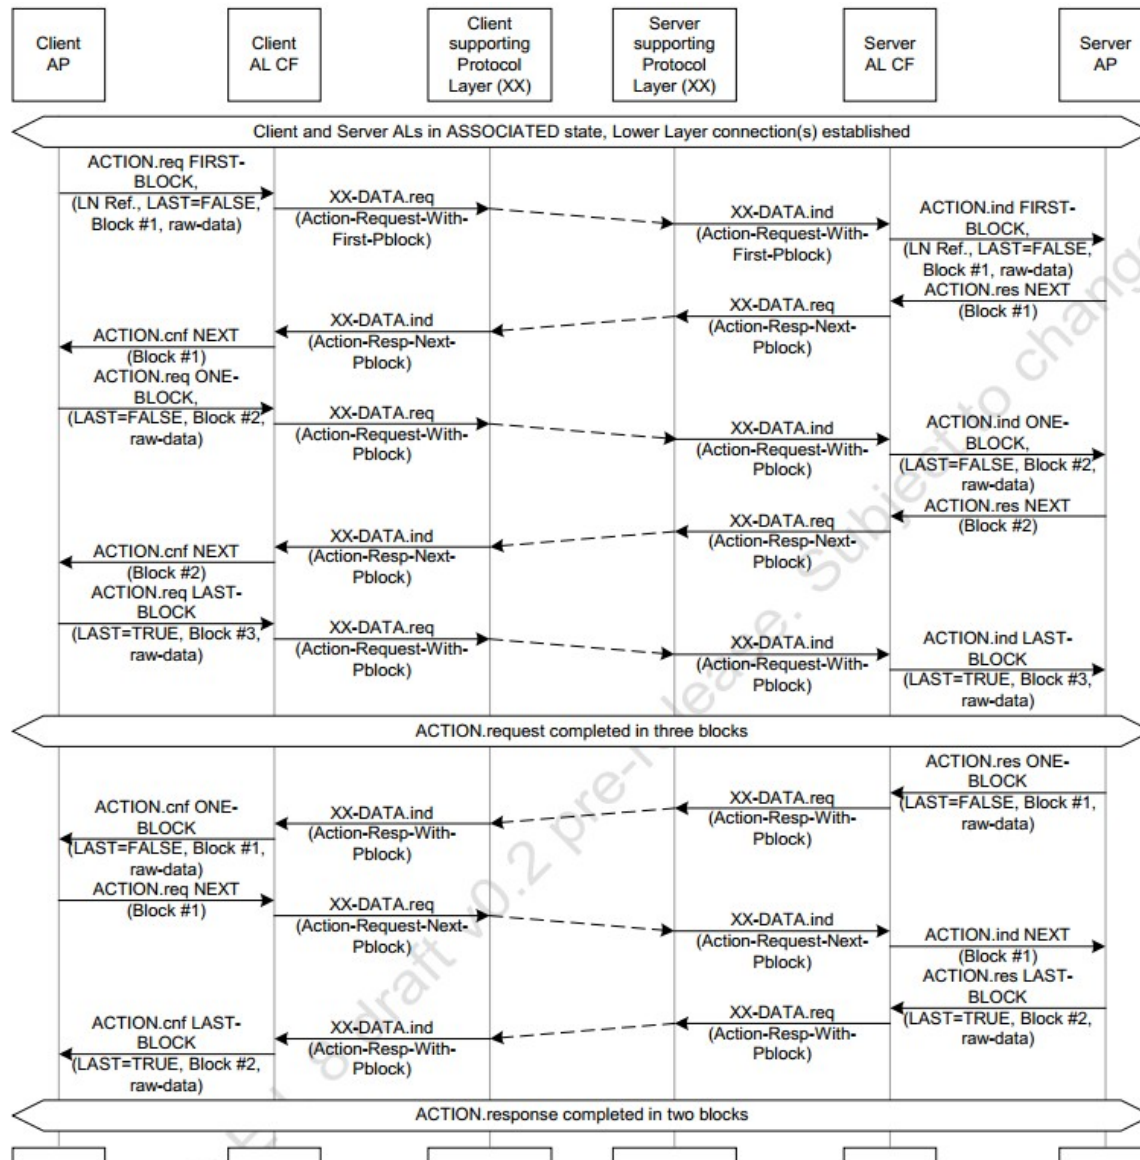 Client
AP
Client
AL CF
Client
supporting
Protocol
Layer (XX)
Server
supporting
Protocol
Layer (XX)
Server
AL CF
Server
AP
Client and Server ALs in ASSOCIATED state, Lower Layer connection(s) established
ACTION.req FIRST-
BLOCK,
(LN Ref., LAST=FALSE,
Block #1, raw-data)
XX-DATA.req
(Action-Request-With-
First-Pblock)
XX-DATA.ind
(Action-Request-With-
First-Pblock)
ACTION.ind FIRST-
BLOCK,
(LN Ref., LAST=FALSE,
Block #1, raw-data)
ACTION.res NEXT
(Block #1)
XX-DATA.req
(Action-Resp-Next-
Pblock)
XX-DATA.ind
(Action-Resp-Next-
Pblock)
ACTION.cnf NEXT
(Block #1)
ACTION.req ONE-
BLOCK,
(LAST=FALSE, Block #2,
raw-data)
XX-DATA.req
(Action-Request-With-
Pblock)
XX-DATA.ind
(Action-Request-With-
Pblock)
ACTION.ind ONE-
BLOCK,
(LAST=FALSE, Block #2,
raw-data)
ACTION.res NEXT
(Block #2)
XX-DATA.req
(Action-Resp-Next-
Pblock)
XX-DATA.ind
(Action-Resp-Next-
Pblock)
ACTION.cnf NEXT
(Block #2)
ACTION.req LAST-
BLOCK
(LAST=TRUE, Block #3,
raw-data)
XX-DATA.req
(Action-Request-With-
Pblock)
XX-DATA.ind
(Action-Request-With-
Pblock)
ACTION.ind LAST-
BLOCK
(LAST=TRUE, Block #3,
raw-data)
ACTION.request completed in three blocks
ACTION.res ONE-
BLOCK
(LAST=FALSE, Block #1,
raw-data)
XX-DATA.req
(Action-Resp-With-
Pblock)
XX-DATA.ind
(Action-Resp-With-
Pblock)
ACTION.cnf ONE-
BLOCK
(LAST=FALSE, Block #1,
raw-data)
ACTION.req NEXT
(Block #1)
XX-DATA.req
(Action-Request-Next-
Pblock)
XX-DATA.ind
(Action-Request-Next-
Pblock)
ACTION.ind NEXT
(Block #1)
ACTION.res LAST-
BLOCK
(LAST=TRUE, Block #2,
raw-data)
XX-DATA.req
(Action-Resp-With-
Pblock)
XX-DATA.ind
(Action-Resp-With-
Pblock)
ACTION.cnf LAST-
BLOCK
(LAST=TRUE, Block #2,
raw-data)
ACTION.response completed in two blocks
8 draft v0.2 pre-release. Subject to change